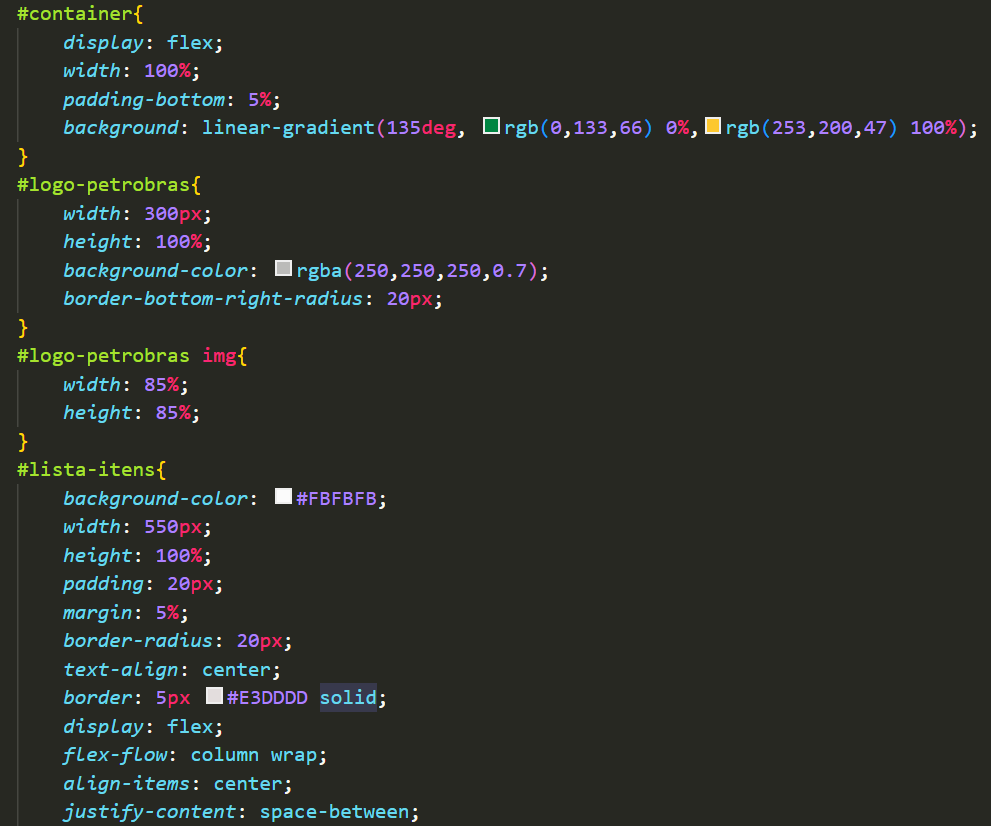 #container{
    display: flex;
    width: 100%;
    padding-bottom: 5%;
    background: linear-gradient(135deg, rgb(0,133,66) 0%, rgb(253,200,47) 100%);
}
#logo-petrobras{
    width: 300px;
    height: 100%;
    background-color: rgba(250,250,250,0.7);
    border-bottom-right-radius: 20px;
}
#logo-petrobras img{
    width: 85%;
    height: 85%;
}
#lista-itens{
    background-color: #FBFBFB;
    width: 550px;
    height: 100%;
    padding: 20px;
    margin: 5%;
    border-radius: 20px;
    text-align: center;
    border: 5px #E3DDDD solid;
    display: flex;
    flex-flow: column wrap;
    align-items: center;
    justify-content: space-between;